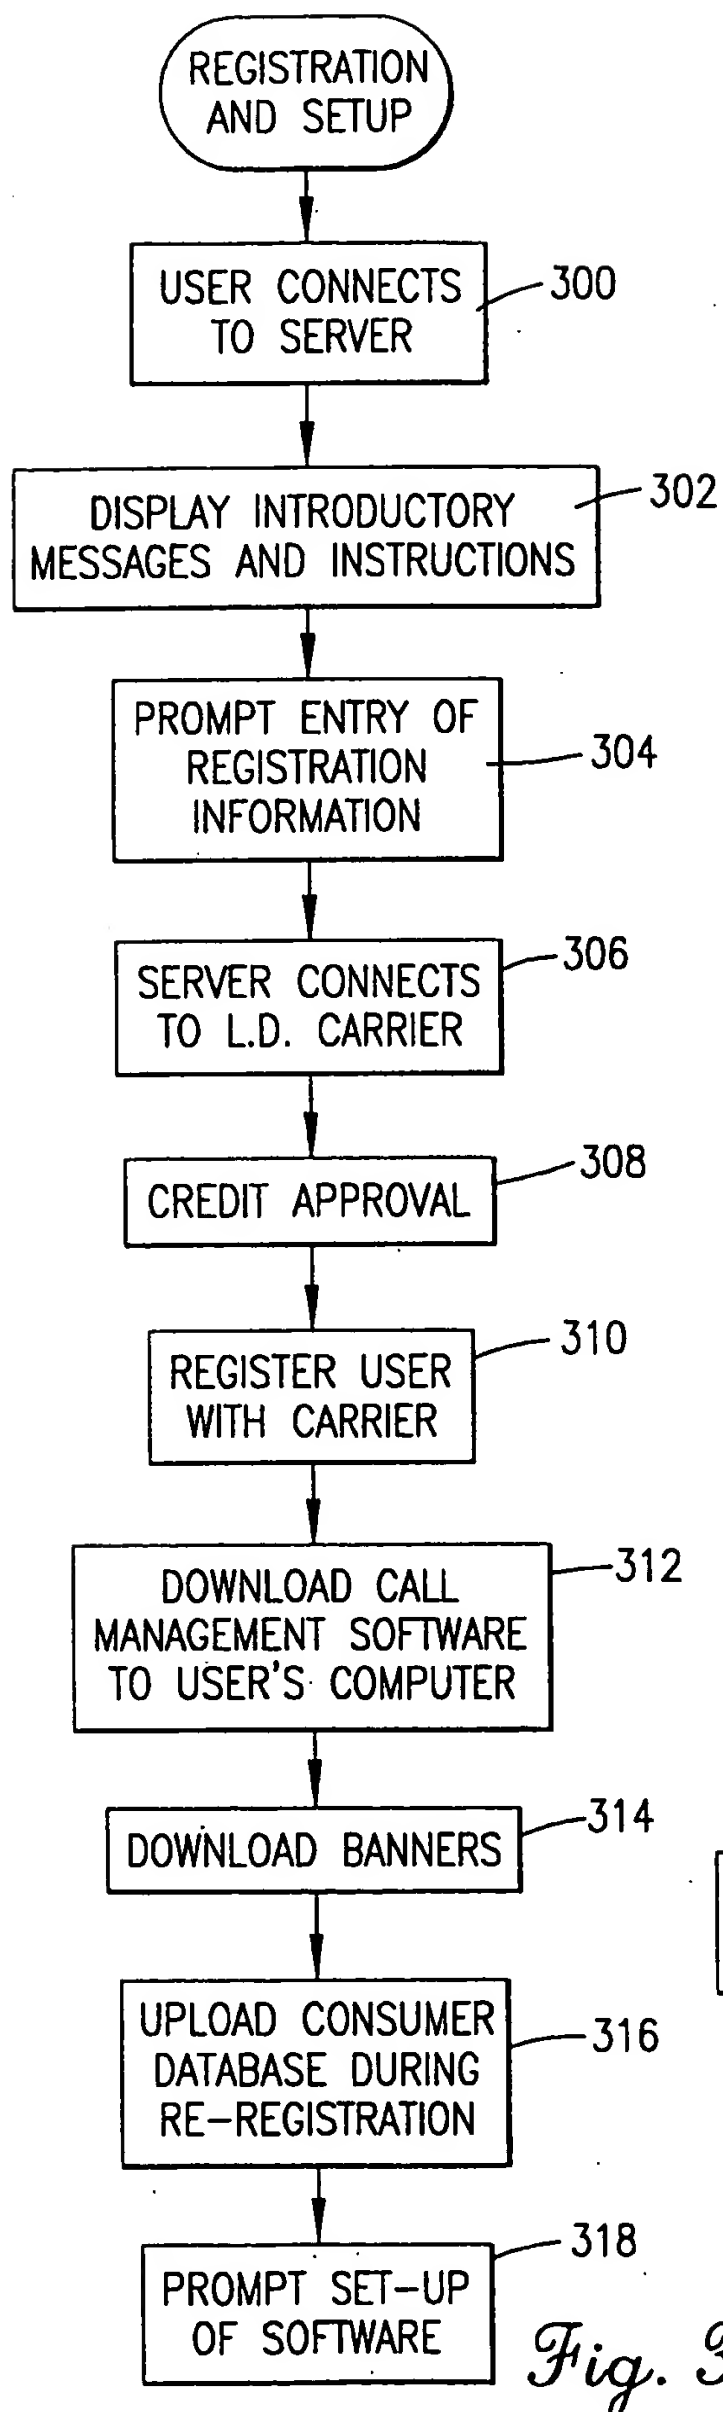 REGISTRATION
AND SETUP
USER CONNECTS
TO SERVER
300
DISPLAY INTRODUCTORY
MESSAGES AND INSTRUCTIONS
302
PROMPT ENTRY OF
REGISTRATION
INFORMATION
304
SERVER CONNECTS
TO L.D. CARRIER
306
CREDIT APPROVAL
308
REGISTER USER
WITH CARRIER
310
DOWNLOAD CALL
MANAGEMENT SOFTWARE
TO USER'S COMPUTER
312
DOWNLOAD BANNERS
314
UPLOAD CONSUMER
DATABASE DURING
RE-REGISTRATION
316
PROMPT SET-UP
OF SOFTWARE
318
Fig. 3